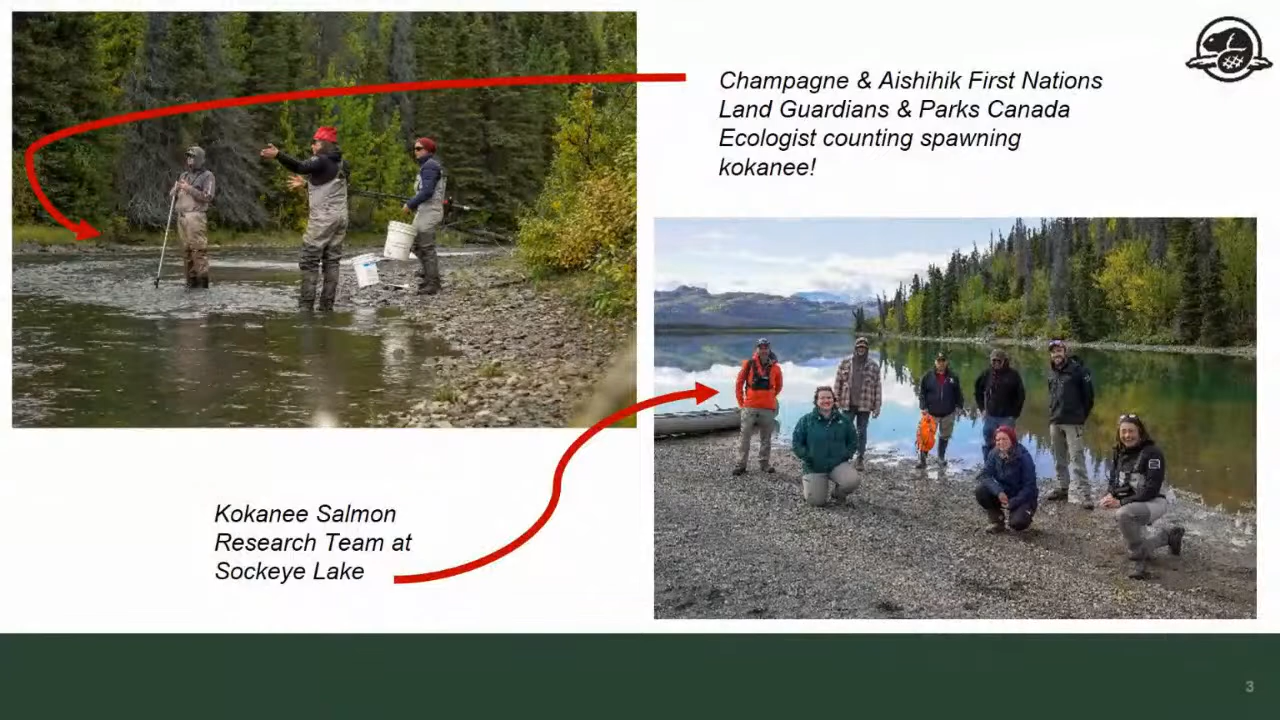 Champagne & Aishihik First Nations
Land Guardians & Parks Canada
Ecologist counting spawning
kokanee!
Kokanee Salmon
Research Team at
Sockeye Lake
3